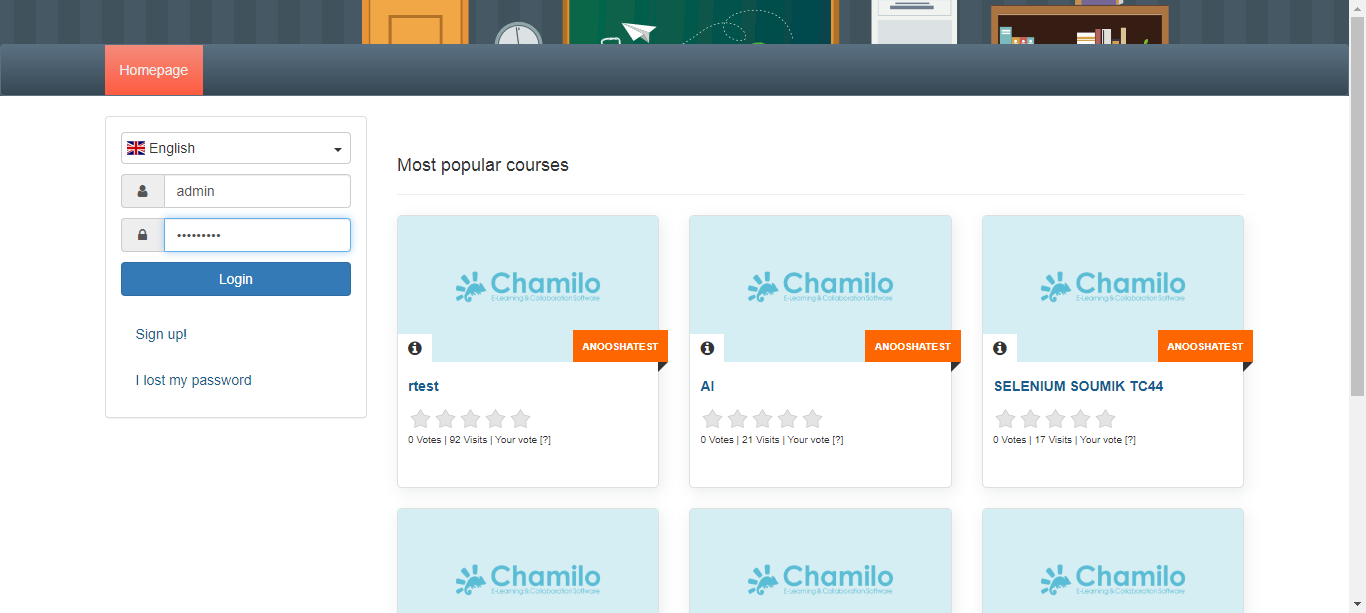 Homepage
English
admin
•••••••••
Login
Sign up!
I lost my password
Most popular courses
Chamilo
E-Learning & Collaboration Software
ANOOSHATEST
rtest
0 Votes | 92 Visits | Your vote [?]
Chamilo
E-Learning & Collaboration Software
ANOOSHATEST
AI
0 Votes | 21 Visits | Your vote [?]
Chamilo
E-Learning & Collaboration Software
ANOOSHATEST
SELENIUM SOUMIK TC44
0 Votes | 17 Visits | Your vote [?]
Chamilo
E-Learning & Collaboration Software
Chamilo
E-Learning & Collaboration Software
Chamilo
E-Learning & Collaboration Software